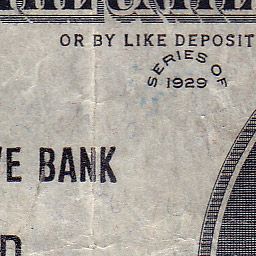 OR BY LIKE DEPOSIT
SERIES OF
1929
VE BANK